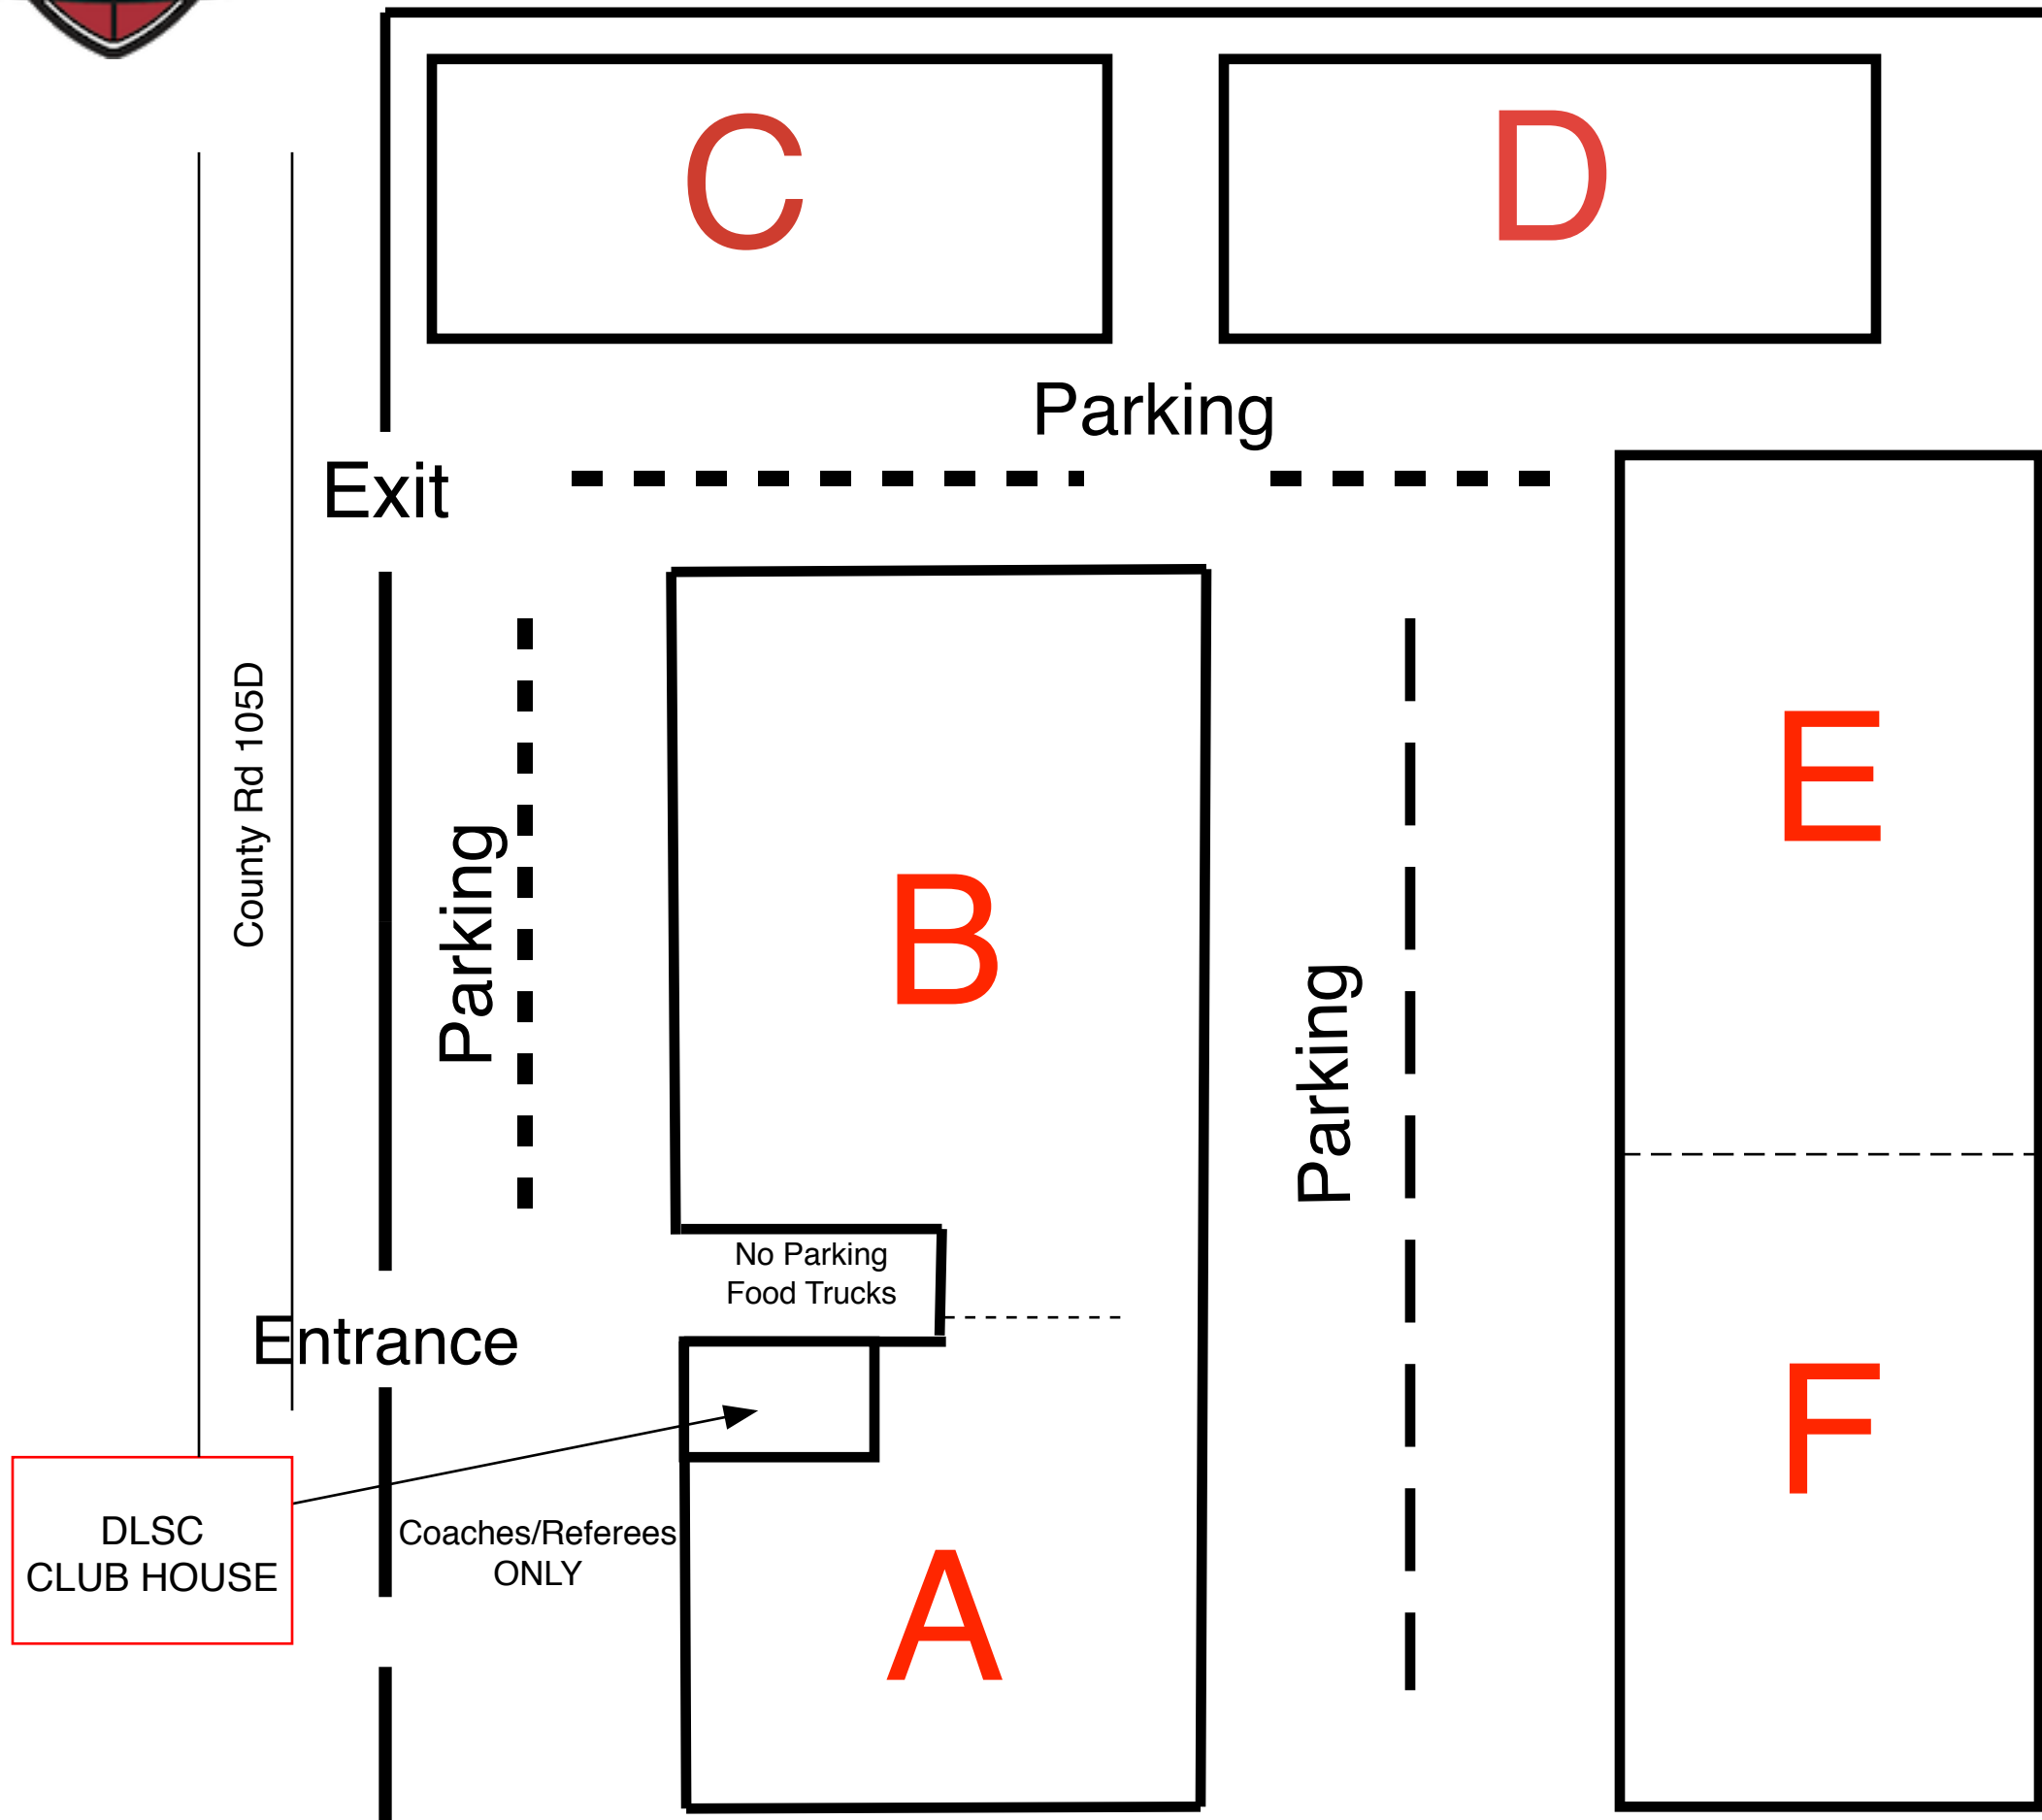 C
D
Parking
Exit
County Rd 105D
Parking
B
Parking
E
No Parking
Food Trucks
Entrance
F
DLSC
CLUB HOUSE
Coaches/Referees
ONLY
A